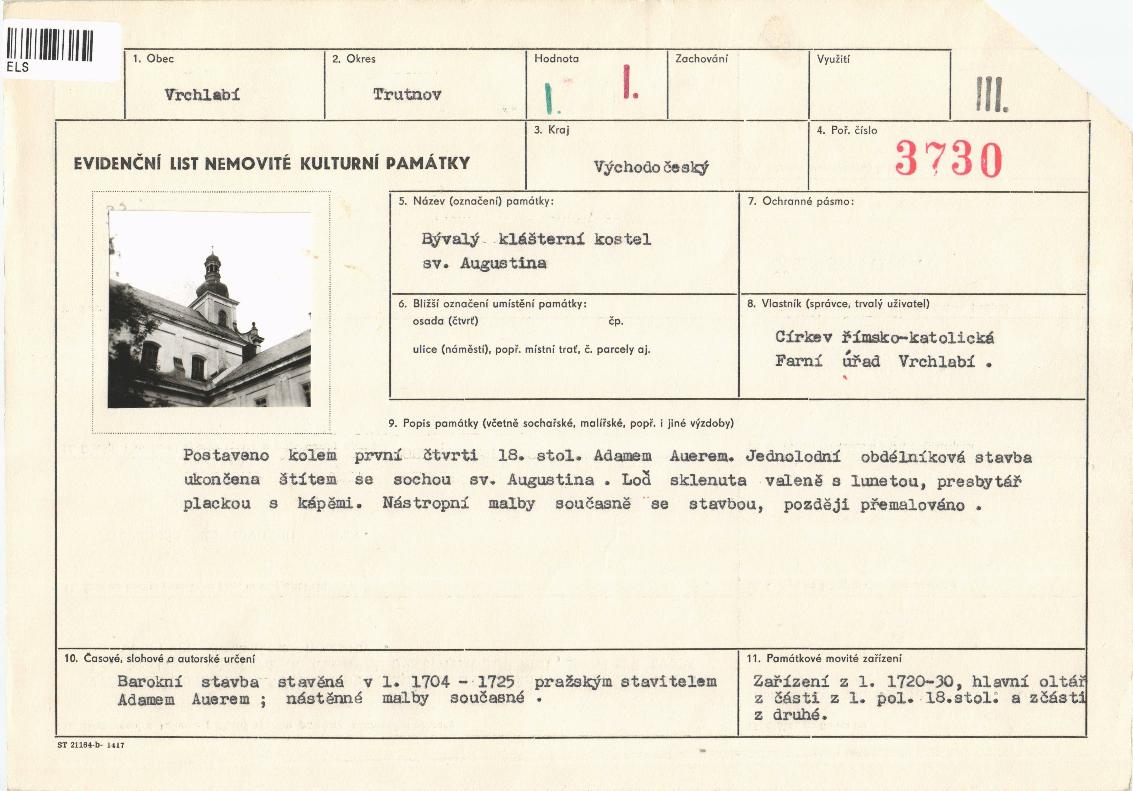 ELS
1. Obec
Vrchlabí
2. Okres
Trutnov
Hodnota
I. I.
Zachování
Využití
III.
EVIDENČNÍ LIST NEMOVITÉ KULTURNÍ PAMÁTKY
3. Kraj
Východočeský
4. Poř. číslo
3730
5. Název (označení) památky:
Bývalý klášterní kostel
sv. Augustina
7. Ochranné pásmo:
6. Bližší označení umístění památky:
osada (čtvrť) čp.
ulice (náměstí), popř. místní trať, č. parcely aj.
8. Vlastník (správce, trvalý uživatel)
Církev římsko-katolická
Farní úřad Vrchlabí .
9. Popis památky (včetně sochařské, malířské, popř. i jiné výzdoby)
Postaveno kolem první čtvrti 18. stol. Adamem Auerem. Jednolodní obdélníková stavba
ukončena štítem se sochou sv. Augustina . Loď sklenuta valeně s lunetou, presbytář
plackou s kápěmi. Nástropní malby současně se stavbou, později přemalováno .
10. Časové, slohové a autorské určení
Barokní stavba stavěná v l. 1704 - 1725 pražským stavitelem
Adamem Auerem ; nástěnné malby současné .
11. Památkové movité zařízení
Zařízení z l. 1720-30, hlavní oltář
z části z 1. pol. 18.stol. a zčásti
z druhé.
ST 21164-b- 1417